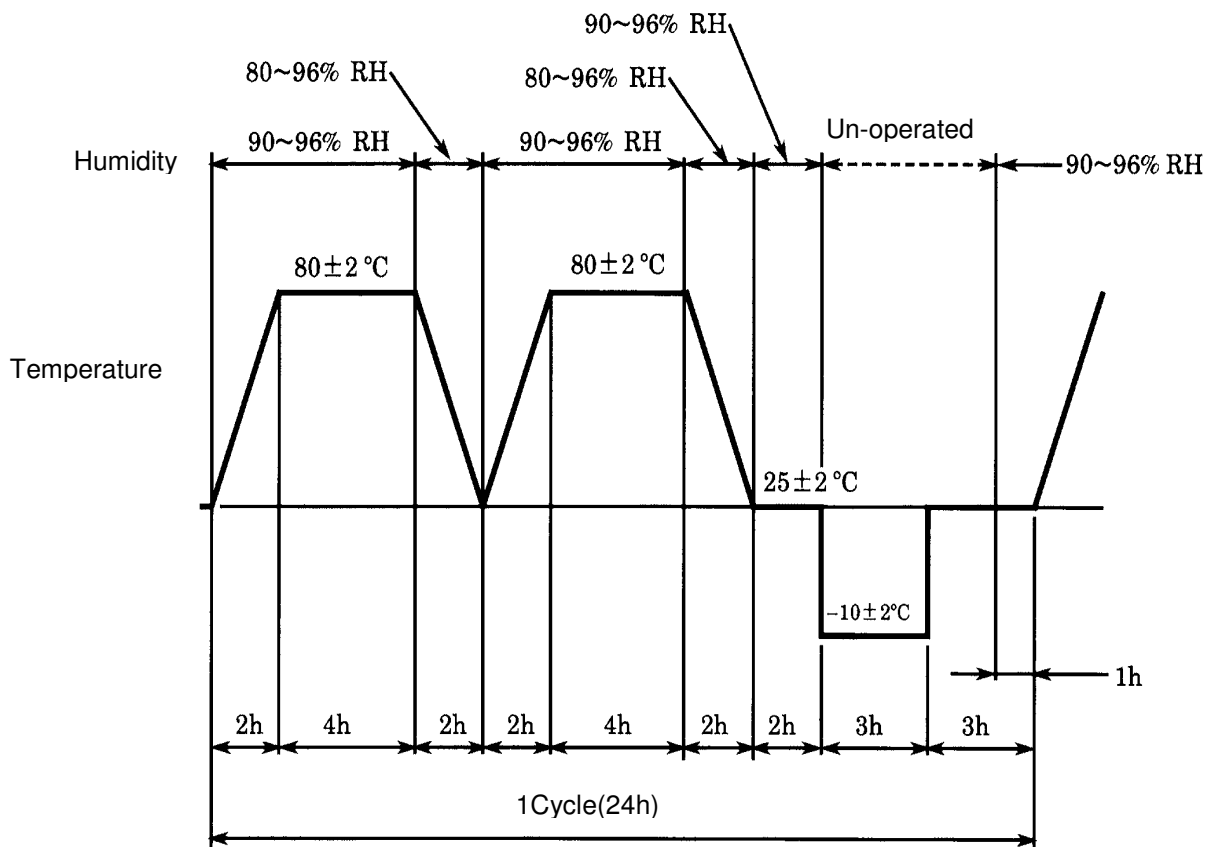 90~96% RH
80~96% RH
80~96% RH
Un-operated
Humidity
90~96% RH
90~96% RH
90~96% RH
80±2 °C
80±2 °C
Temperature
25±2 °C
−10±2°C
1h
2h 4h 2h 2h 4h 2h 2h 3h 3h
1Cycle(24h)